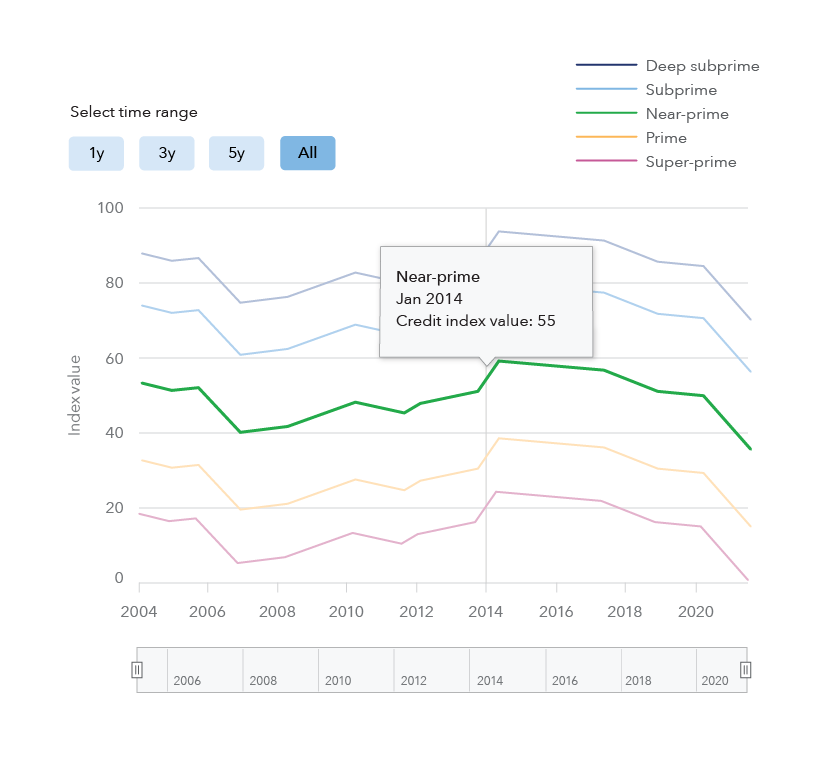 Deep subprime
Subprime
Near-prime
Prime
Super-prime
Select time range
1y 3y 5y All
100
80
60
40
20
0
Index value
Near-prime
Jan 2014
Credit index value: 55
2004 2006 2008 2010 2012 2014 2016 2018 2020
2006 2008 2010 2012 2014 2016 2018 2020